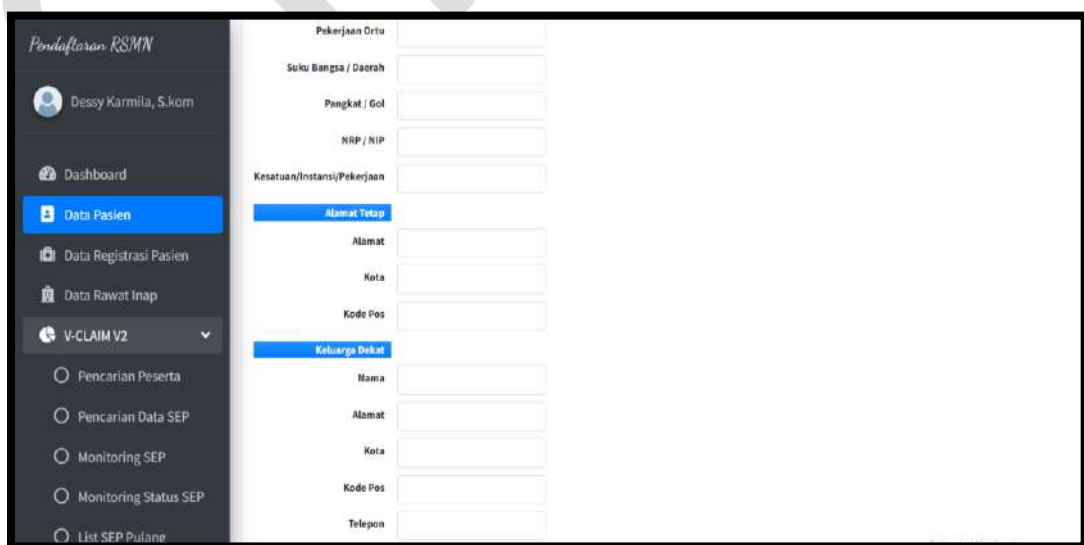 Pendaftaran RSMN
Dessy Karmila, S.kom
Dashboard
Data Pasien
Data Registrasi Pasien
Data Rawat Inap
V-CLAIM V2
Pencarian Peserta
Pencarian Data SEP
Monitoring SEP
Monitoring Status SEP
List SEP Pulang
Pekerjaan Ortu
Suku Bangsa / Daerah
Pangkat / Gol
NRP / NIP
Kesatuan/Instansi/Pekerjaan
Alamat Tetap
Alamat
Kota
Kode Pos
Keluarga Dekat
Nama
Alamat
Kota
Kode Pos
Telepon